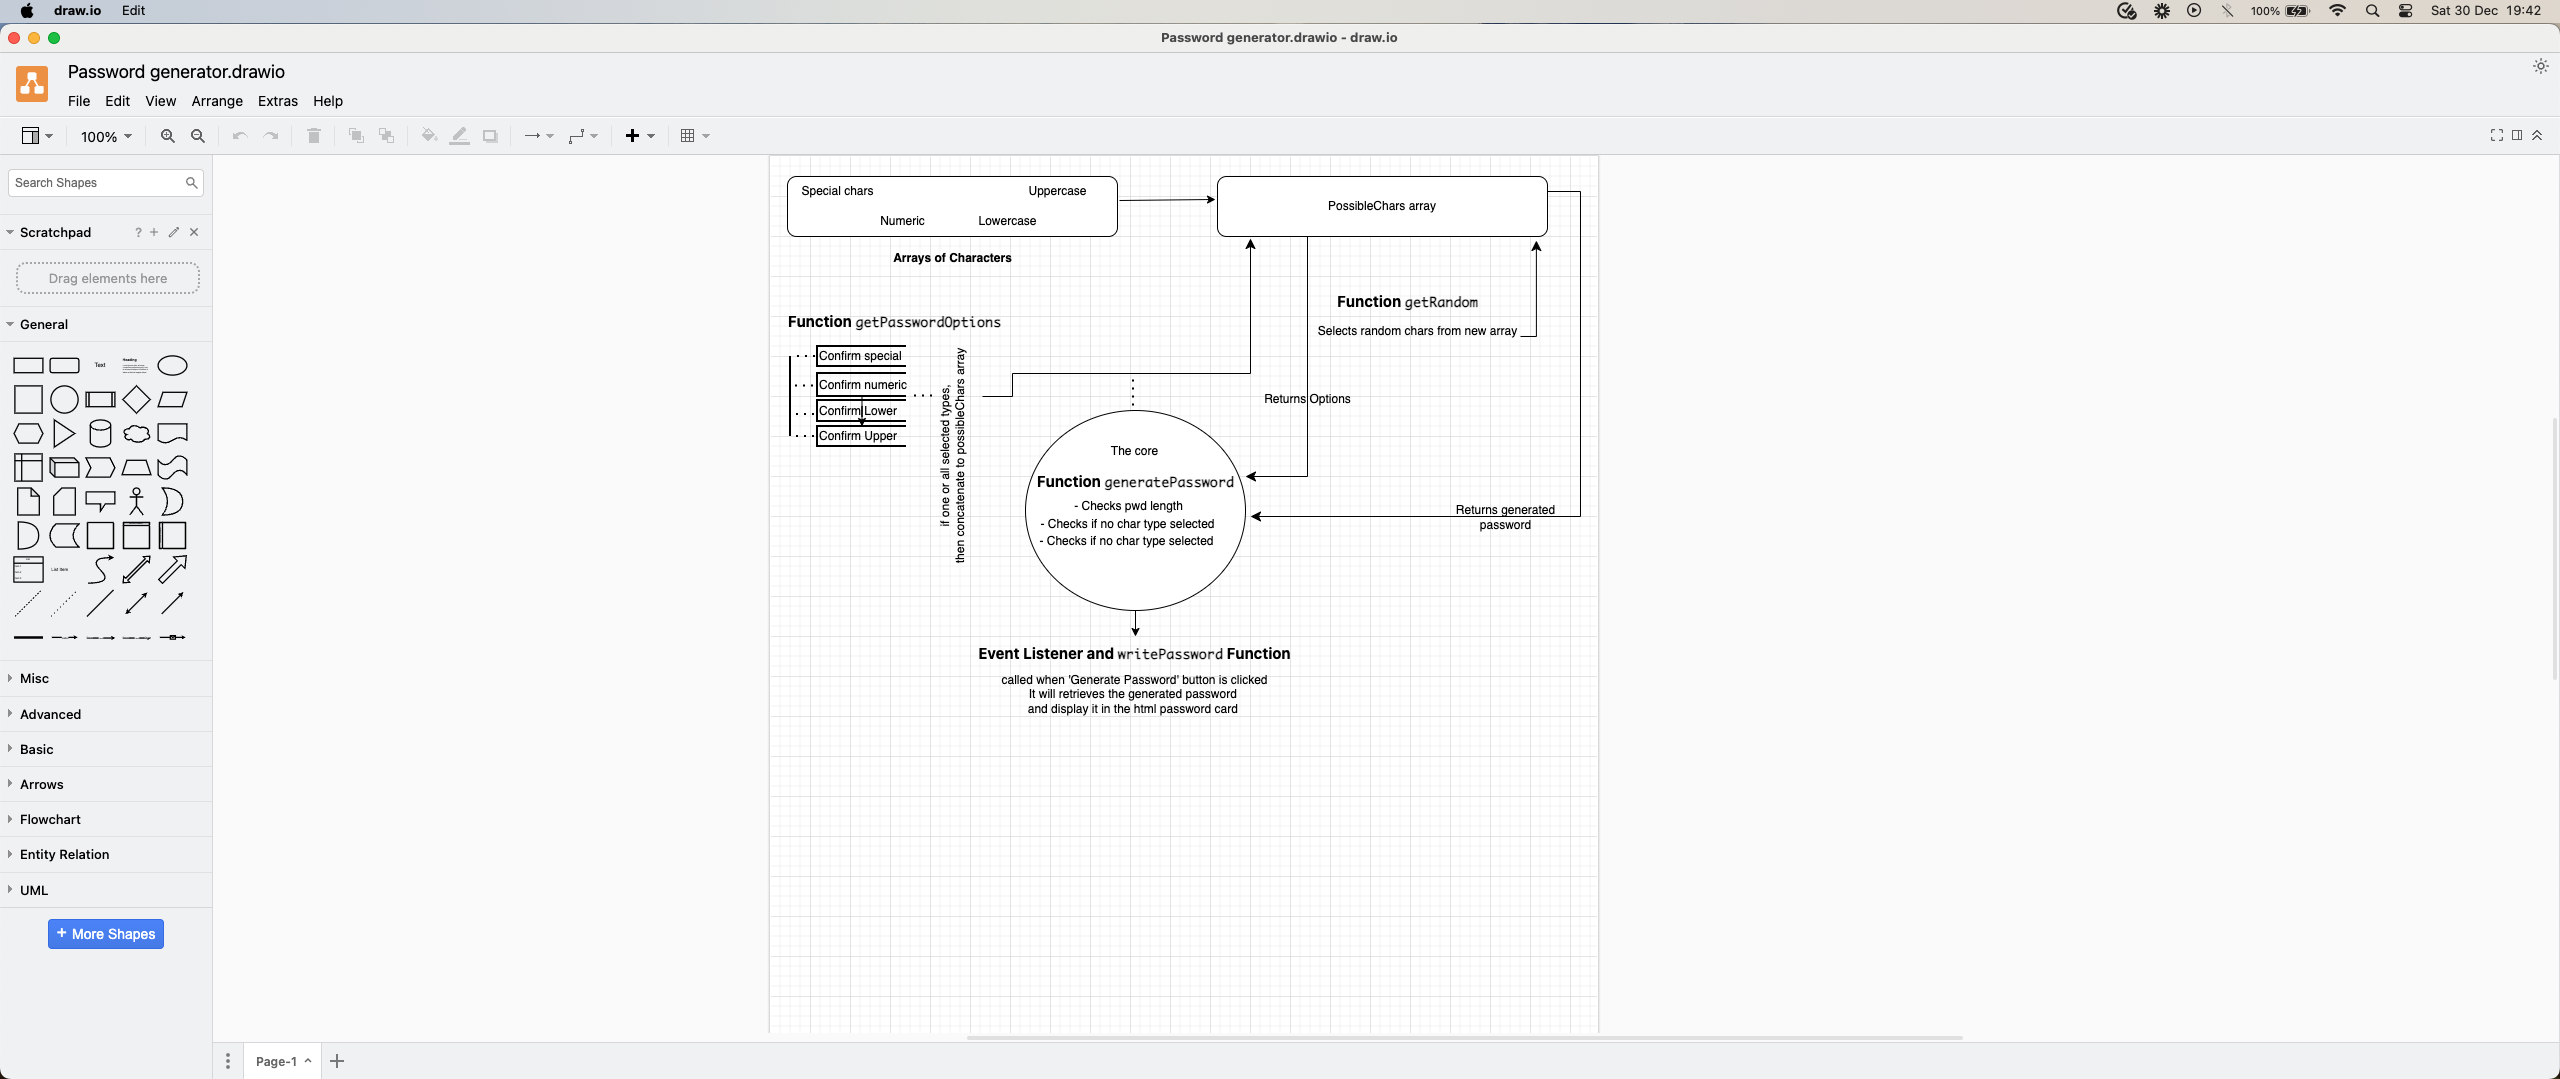 draw.io Edit
100% Sat 30 Dec 19:42
Password generator.drawio - draw.io
Password generator.drawio
File Edit View Arrange Extras Help
100%
Search Shapes
Scratchpad
?
Drag elements here
General
Text
Heading
List Item
Misc
Advanced
Basic
Arrows
Flowchart
Entity Relation
UML
+ More Shapes
Special chars
Uppercase
Numeric
Lowercase
Arrays of Characters
PossibleChars array
Function getRandom
Selects random chars from new array
Function getPasswordOptions
Confirm special
Confirm numeric
Confirm Lower
Confirm Upper
if one or all selected types,
then concatenate to possibleChars array
Returns Options
The core
Function generatePassword
- Checks pwd length
- Checks if no char type selected
- Checks if no char type selected
Returns generated
password
Event Listener and writePassword Function
called when 'Generate Password' button is clicked
It will retrieves the generated password
and display it in the html password card
Page-1